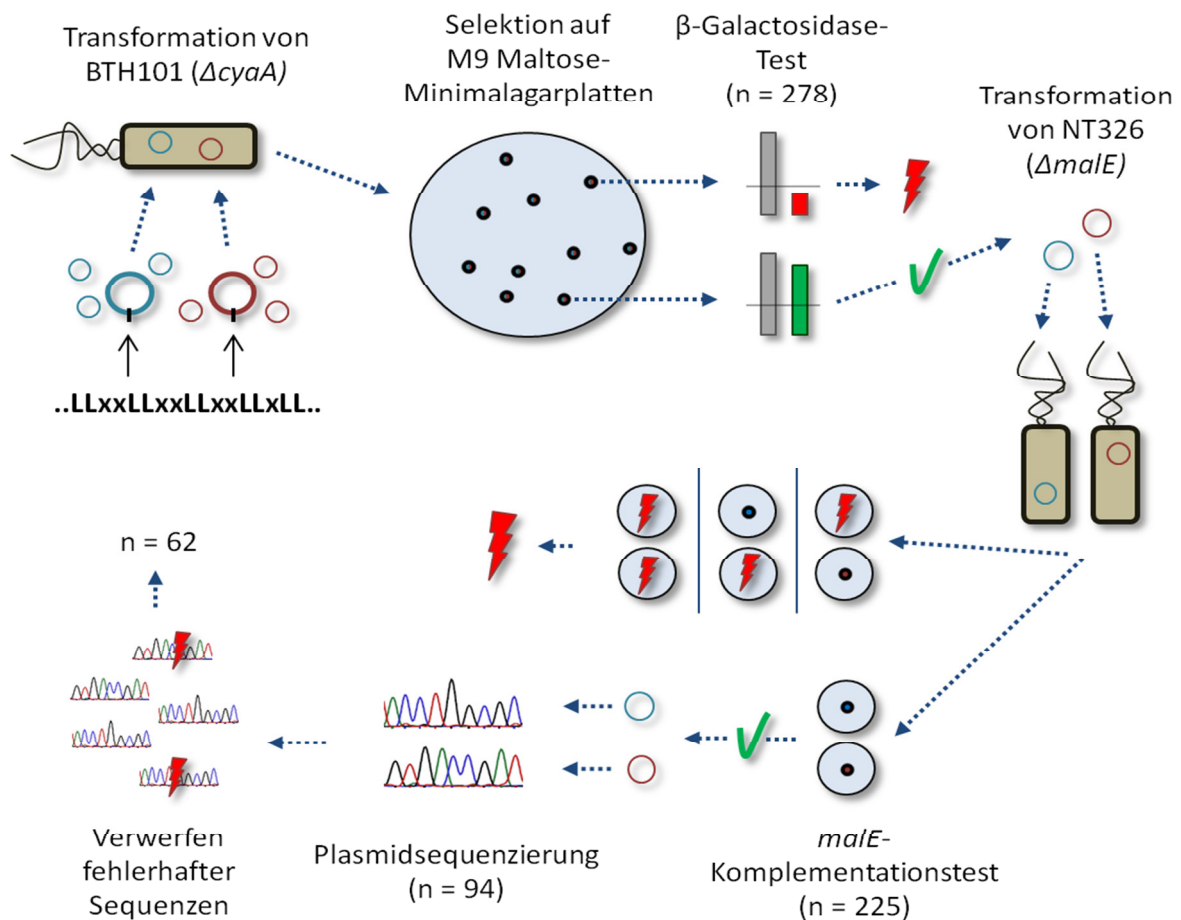 Transformation von
BTH101 (ΔcyaA)
Selektion auf
M9 Maltose-
Minimalagarplatten
β-Galactosidase-
Test
(n = 278)
Transformation
von NT326
(ΔmalE)
..LLxxLLxxLLxxLLxLL..
n = 62
Verwerfen
fehlerhafter
Sequenzen
Plasmidsequenzierung
(n = 94)
malE-
Komplementationstest
(n = 225)